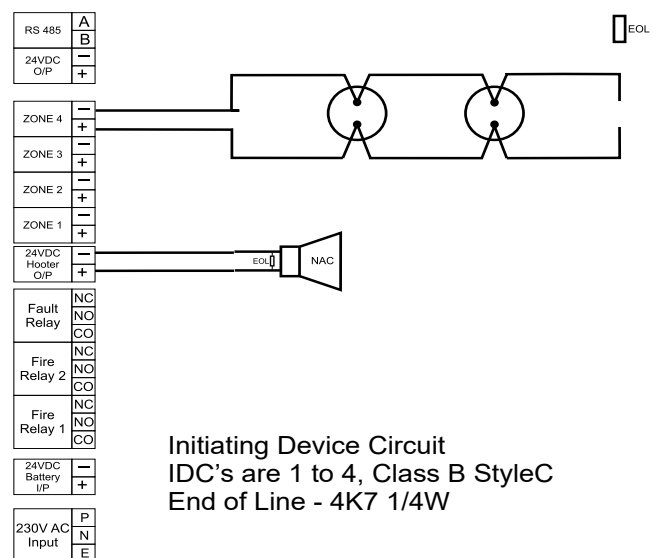 RS 485
A
B
24VDC
O/P
−
+
EOL
ZONE 4
−
+
ZONE 3
−
+
ZONE 2
−
+
ZONE 1
−
+
24VDC
Hooter
O/P
−
+
EOL
NAC
Fault
Relay
NC
NO
CO
Fire
Relay 2
NC
NO
CO
Fire
Relay 1
NC
NO
CO
24VDC
Battery
I/P
−
+
230V AC
Input
P
N
E
Initiating Device Circuit
IDC's are 1 to 4, Class B StyleC
End of Line - 4K7 1/4W